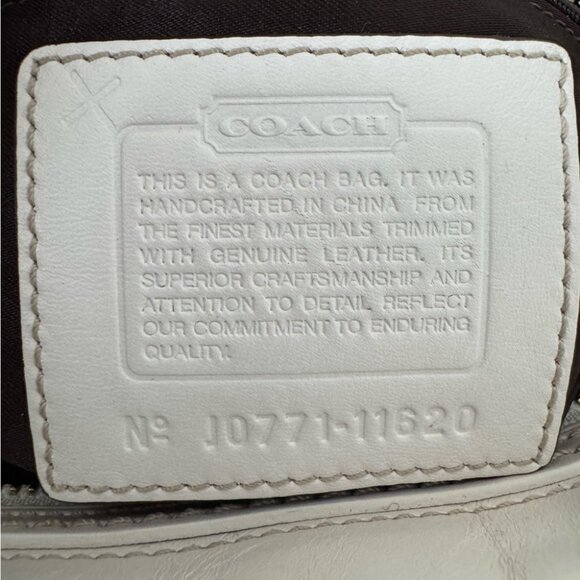 COACH
THIS IS A COACH BAG. IT WAS
HANDCRAFTED IN CHINA FROM
THE FINEST MATERIALS TRIMMED
WITH GENUINE LEATHER. ITS
SUPERIOR CRAFTSMANSHIP AND
ATTENTION TO DETAIL REFLECT
OUR COMMITMENT TO ENDURING
QUALITY.
Nº J0771-11620